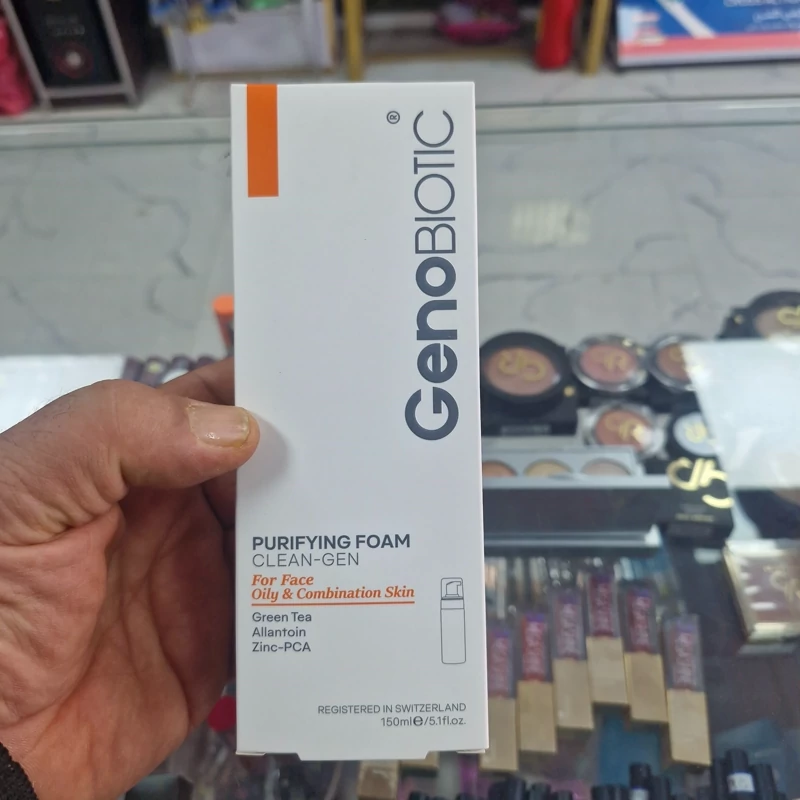 GenoBIOTIC®
PURIFYING FOAM
CLEAN-GEN
For Face
Oily & Combination Skin
Green Tea
Allantoin
Zinc-PCA
REGISTERED IN SWITZERLAND
150ml℮/5.1fl.oz.